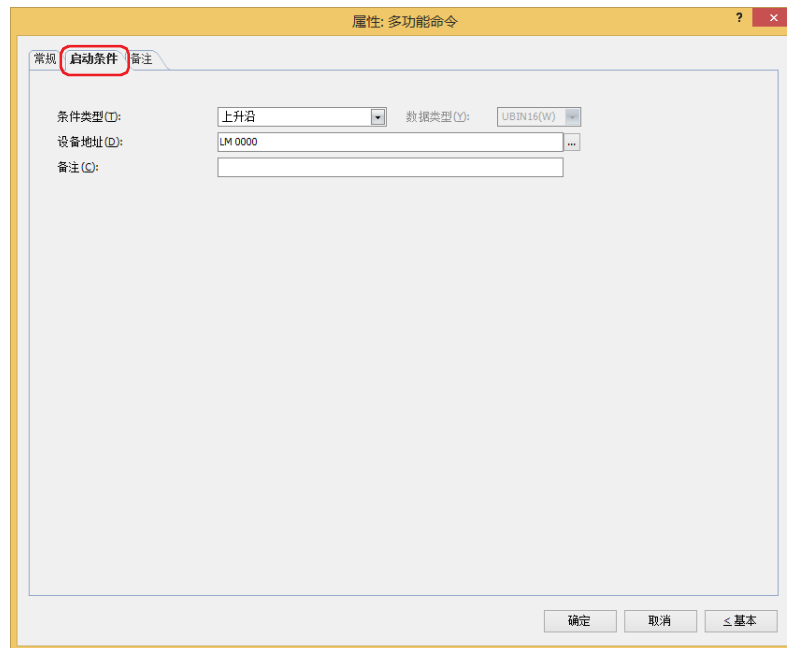 属性: 多功能命令
? ×
常规 启动条件 备注
条件类型(T): 上升沿 数据类型(Y): UBIN16(W)
设备地址(D): LM 0000 ...
备注(C):
确定 取消 ≤基本